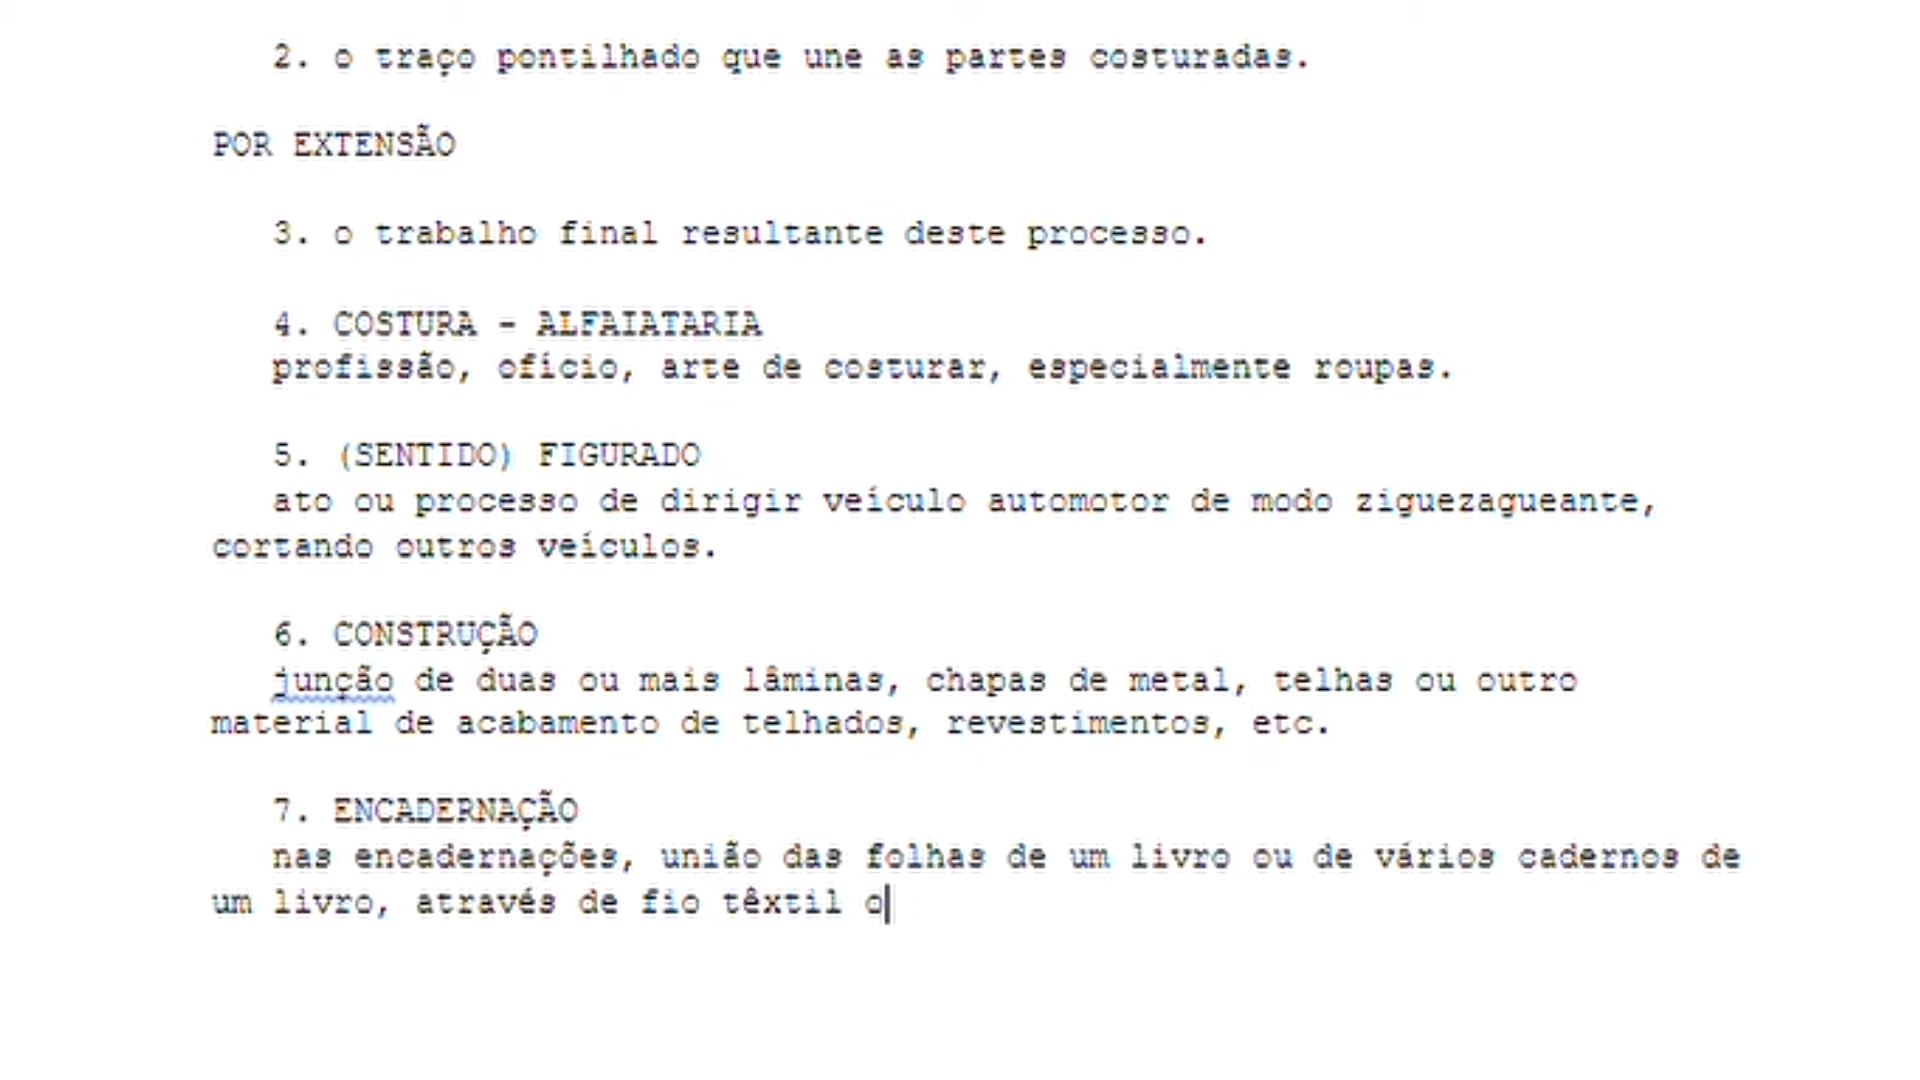 2. o traço pontilhado que une as partes costuradas.
POR EXTENSÃO
3. o trabalho final resultante deste processo.
4. COSTURA - ALFAIATARIA
profissão, ofício, arte de costurar, especialmente roupas.
5. (SENTIDO) FIGURADO
ato ou processo de dirigir veículo automotor de modo ziguezagueante,
cortando outros veículos.
6. CONSTRUÇÃO
junção de duas ou mais lâminas, chapas de metal, telhas ou outro
material de acabamento de telhados, revestimentos, etc.
7. ENCADERNAÇÃO
nas encadernações, união das folhas de um livro ou de vários cadernos de
um livro, através de fio têxtil o